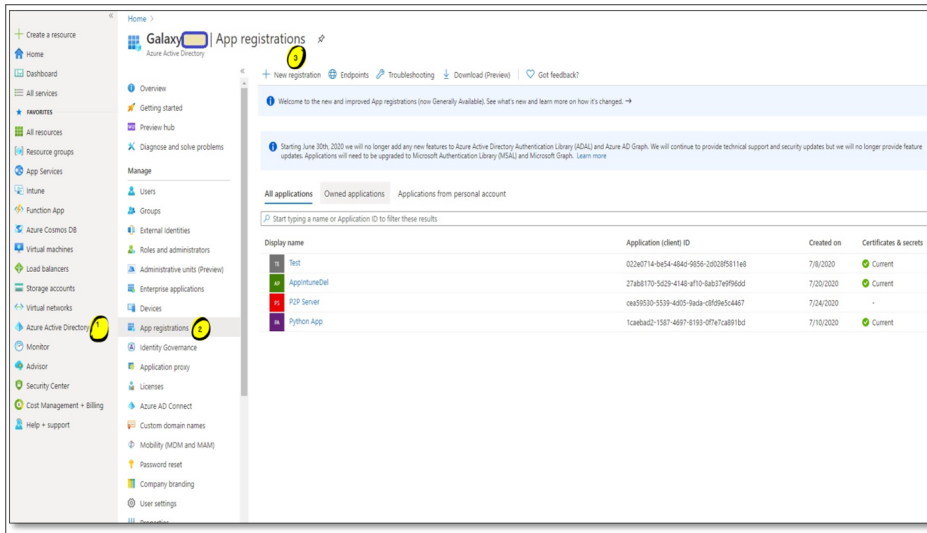 Create a resource
Home
Dashboard
All services
FAVORITES
All resources
Resource groups
App Services
Intune
Function App
Azure Cosmos DB
Virtual machines
Load balancers
Storage accounts
Virtual networks
Azure Active Directory 1
Monitor
Advisor
Security Center
Cost Management + Billing
Help + support
Home >
Galaxy | App registrations
Azure Active Directory
3
Overview
Getting started
Preview hub
Diagnose and solve problems
Manage
Users
Groups
External Identities
Roles and administrators
Administrative units (Preview)
Enterprise applications
Devices
App registrations 2
Identity Governance
Application proxy
Licenses
Azure AD Connect
Custom domain names
Mobility (MDM and MAM)
Password reset
Company branding
User settings
Properties
New registration Endpoints Troubleshooting Download (Preview) Got feedback?
Welcome to the new and improved App registrations (now Generally Available). See what's new and learn more on how it's changed. →
Starting June 30th, 2020 we will no longer add any new features to Azure Active Directory Authentication Library (ADAL) and Azure AD Graph. We will continue to provide technical support and security updates but we will no longer provide feature
updates. Applications will need to be upgraded to Microsoft Authentication Library (MSAL) and Microsoft Graph. Learn more
All applications Owned applications Applications from personal account
Start typing a name or Application ID to filter these results
Display name Application (client) ID Created on Certificates & secrets
TE Test 022e0714-be54-484d-9856-2d028f5811e8 7/8/2020 Current
AP AppIntuneDel 27ab8170-5d29-4148-af10-8ab37e9f96dd 7/20/2020 Current
PS P2P Server cea59530-5539-4d05-9ada-c8fd9e5c4467 7/24/2020 -
PA Python App 1caebad2-1587-4697-8193-0f7e7ca891bd 7/10/2020 Current